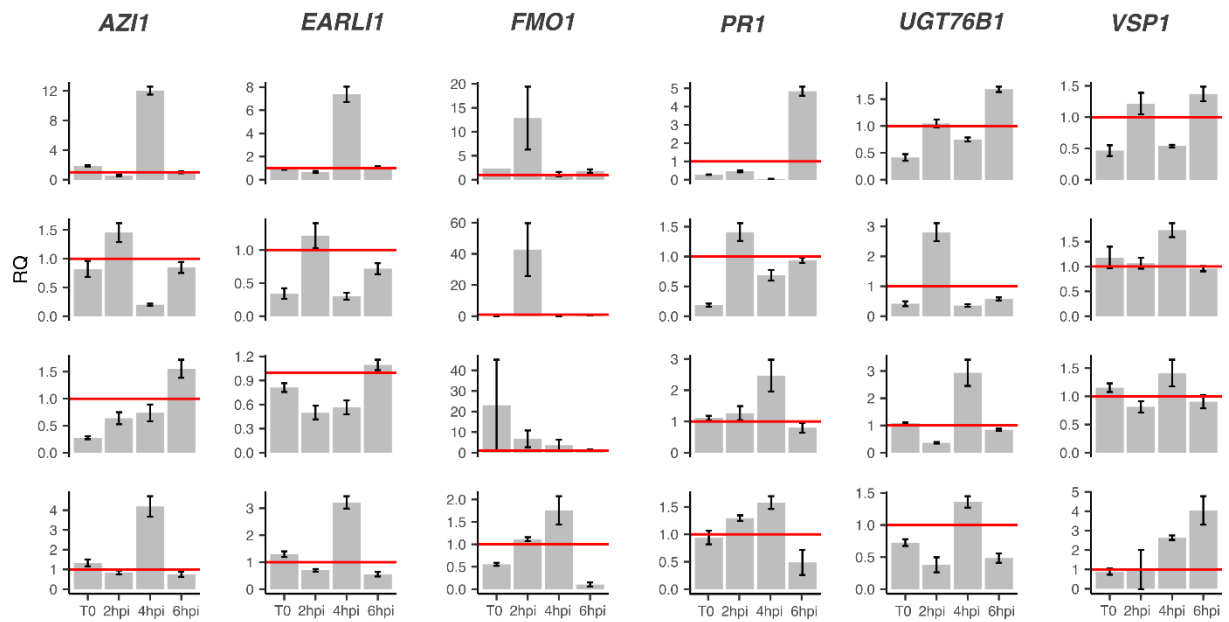 AZI1 EARLI1 FMO1 PR1 UGT76B1 VSP1
12 9 6 3 0
8 6 4 2 0
20 15 10 5 0
5 4 3 2 1 0
1.5 1.0 0.5 0.0
1.5 1.0 0.5 0.0
RQ
1.5 1.0 0.5 0.0
1.0 0.5 0.0
60 40 20 0
1.5 1.0 0.5 0.0
3 2 1 0
1.5 1.0 0.5 0.0
1.5 1.0 0.5 0.0
1.2 0.9 0.6 0.3 0.0
40 30 20 10 0
3 2 1 0
3 2 1 0
1.5 1.0 0.5 0.0
4 3 2 1 0
3 2 1 0
2.0 1.5 1.0 0.5 0.0
1.5 1.0 0.5 0.0
1.5 1.0 0.5 0.0
5 4 3 2 1 0
T0 2hpi 4hpi 6hpi T0 2hpi 4hpi 6hpi T0 2hpi 4hpi 6hpi T0 2hpi 4hpi 6hpi T0 2hpi 4hpi 6hpi T0 2hpi 4hpi 6hpi